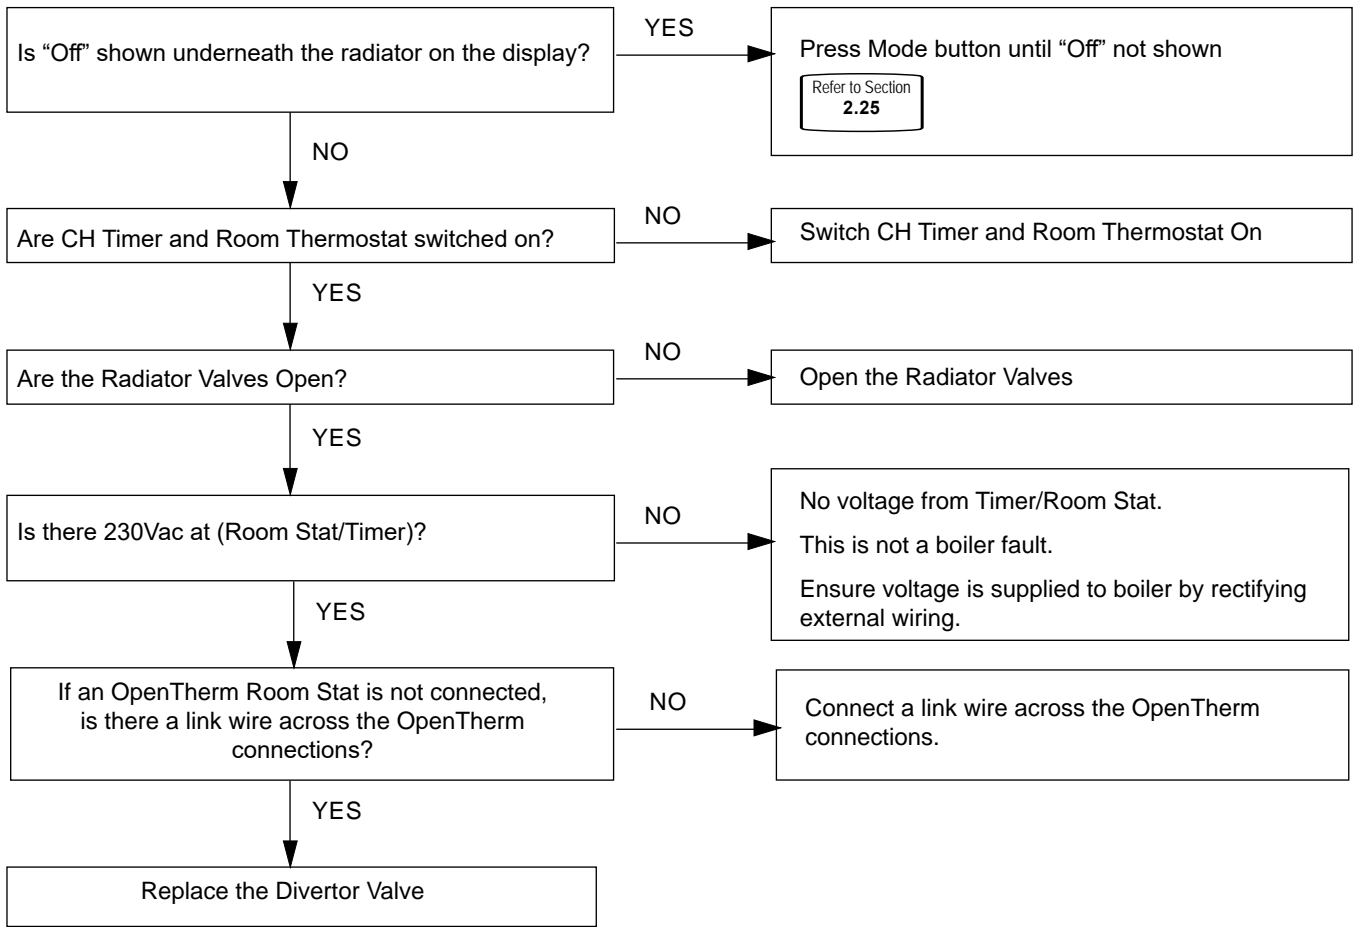 Is “Off” shown underneath the radiator on the display?
YES
Press Mode button until “Off” not shown
Refer to Section
2.25
NO
Are CH Timer and Room Thermostat switched on?
NO
Switch CH Timer and Room Thermostat On
YES
Are the Radiator Valves Open?
NO
Open the Radiator Valves
YES
Is there 230Vac at (Room Stat/Timer)?
NO
No voltage from Timer/Room Stat.
This is not a boiler fault.
Ensure voltage is supplied to boiler by rectifying
external wiring.
YES
If an OpenTherm Room Stat is not connected,
is there a link wire across the OpenTherm
connections?
NO
Connect a link wire across the OpenTherm
connections.
YES
Replace the Divertor Valve